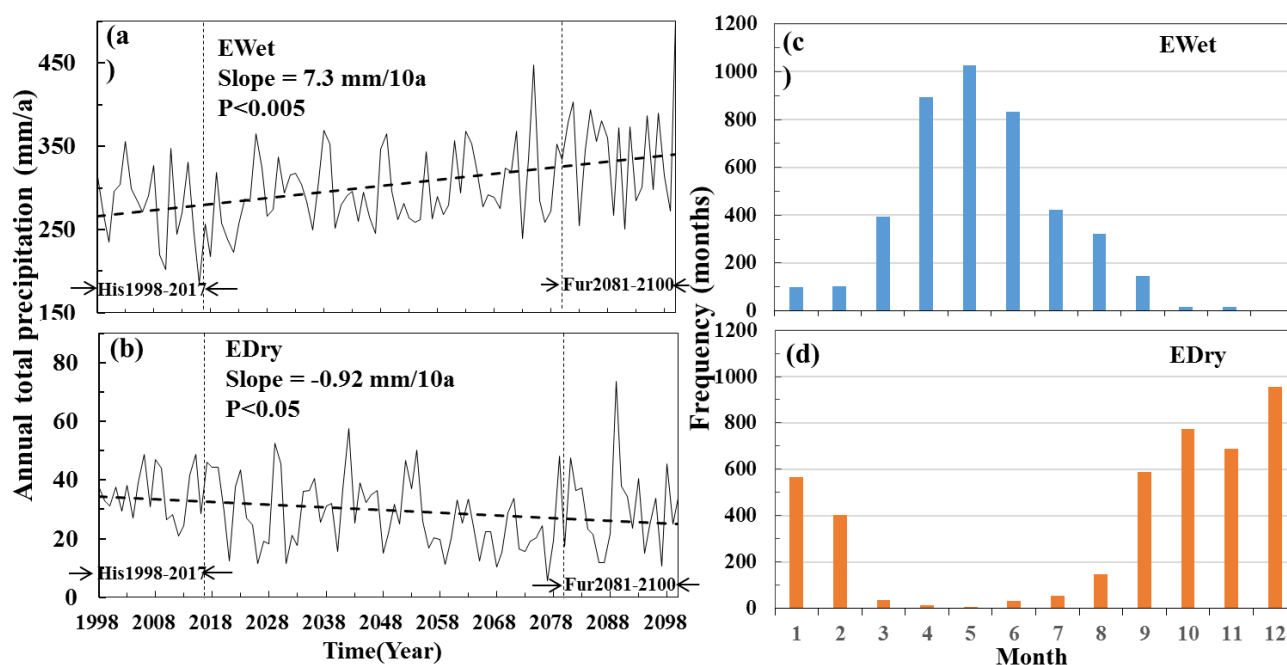 (a
)
EWet
Slope = 7.3 mm/10a
P<0.005
450
350
250
150
His1998-2017
Fur2081-2100
Annual total precipitation (mm/a)
(b)
EDry
Slope = -0.92 mm/10a
P<0.05
80
60
40
20
0
His1998-2017
Fur2081-2100
1998 2008 2018 2028 2038 2048 2058 2068 2078 2088 2098
Time(Year)
(c
)
EWet
1200
1000
800
600
400
200
0
Frequency (months)
(d)
EDry
1200
1000
800
600
400
200
0
1 2 3 4 5 6 7 8 9 10 11 12
Month